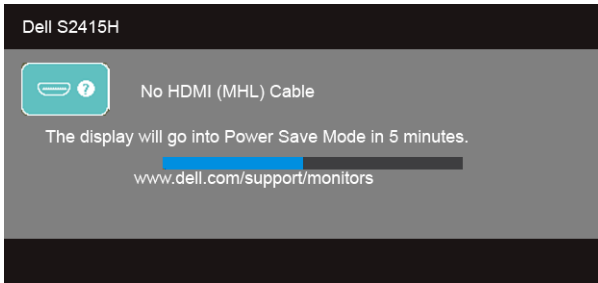 Dell S2415H
?
No HDMI (MHL) Cable
The display will go into Power Save Mode in 5 minutes.
www.dell.com/support/monitors